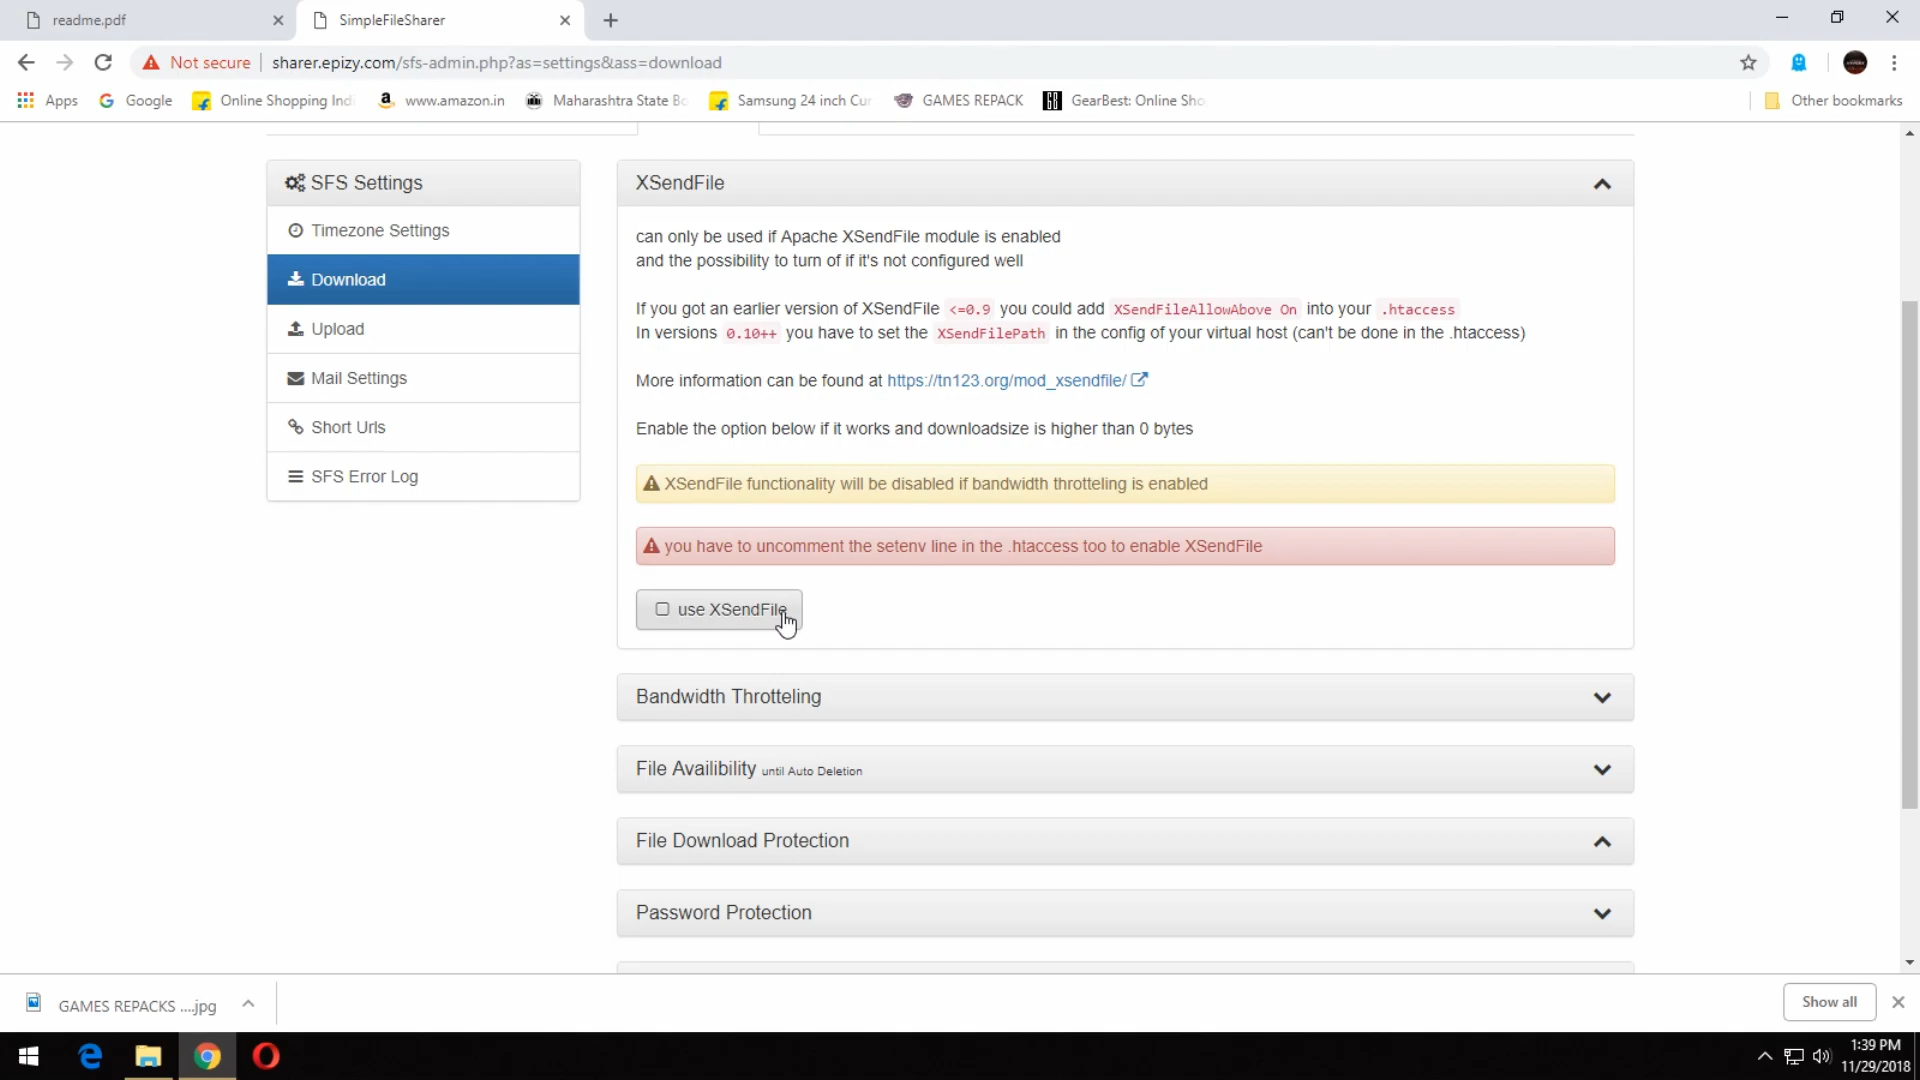 readme.pdf
SimpleFileSharer
Not secure
sharer.epizy.com/sfs-admin.php?as=settings&ass=download
Apps
Google
Online Shopping Indi
www.amazon.in
Maharashtra State Bo
Samsung 24 inch Cur
GAMES REPACK
GearBest: Online Sho
Other bookmarks
SFS Settings
Timezone Settings
Download
Upload
Mail Settings
Short Urls
SFS Error Log
XSendFile
can only be used if Apache XSendFile module is enabled
and the possibility to turn of if it's not configured well
If you got an earlier version of XSendFile <=0.9 you could add XSendFileAllowAbove On into your .htaccess
In versions 0.10++ you have to set the XSendFilePath in the config of your virtual host (can't be done in the .htaccess)
More information can be found at https://tn123.org/mod_xsendfile/
Enable the option below if it works and downloadsize is higher than 0 bytes
XSendFile functionality will be disabled if bandwidth throtteling is enabled
you have to uncomment the setenv line in the .htaccess too to enable XSendFile
use XSendFile
Bandwidth Throtteling
File Availibility until Auto Deletion
File Download Protection
Password Protection
GAMES REPACKS ....jpg
Show all
1:39 PM
11/29/2018